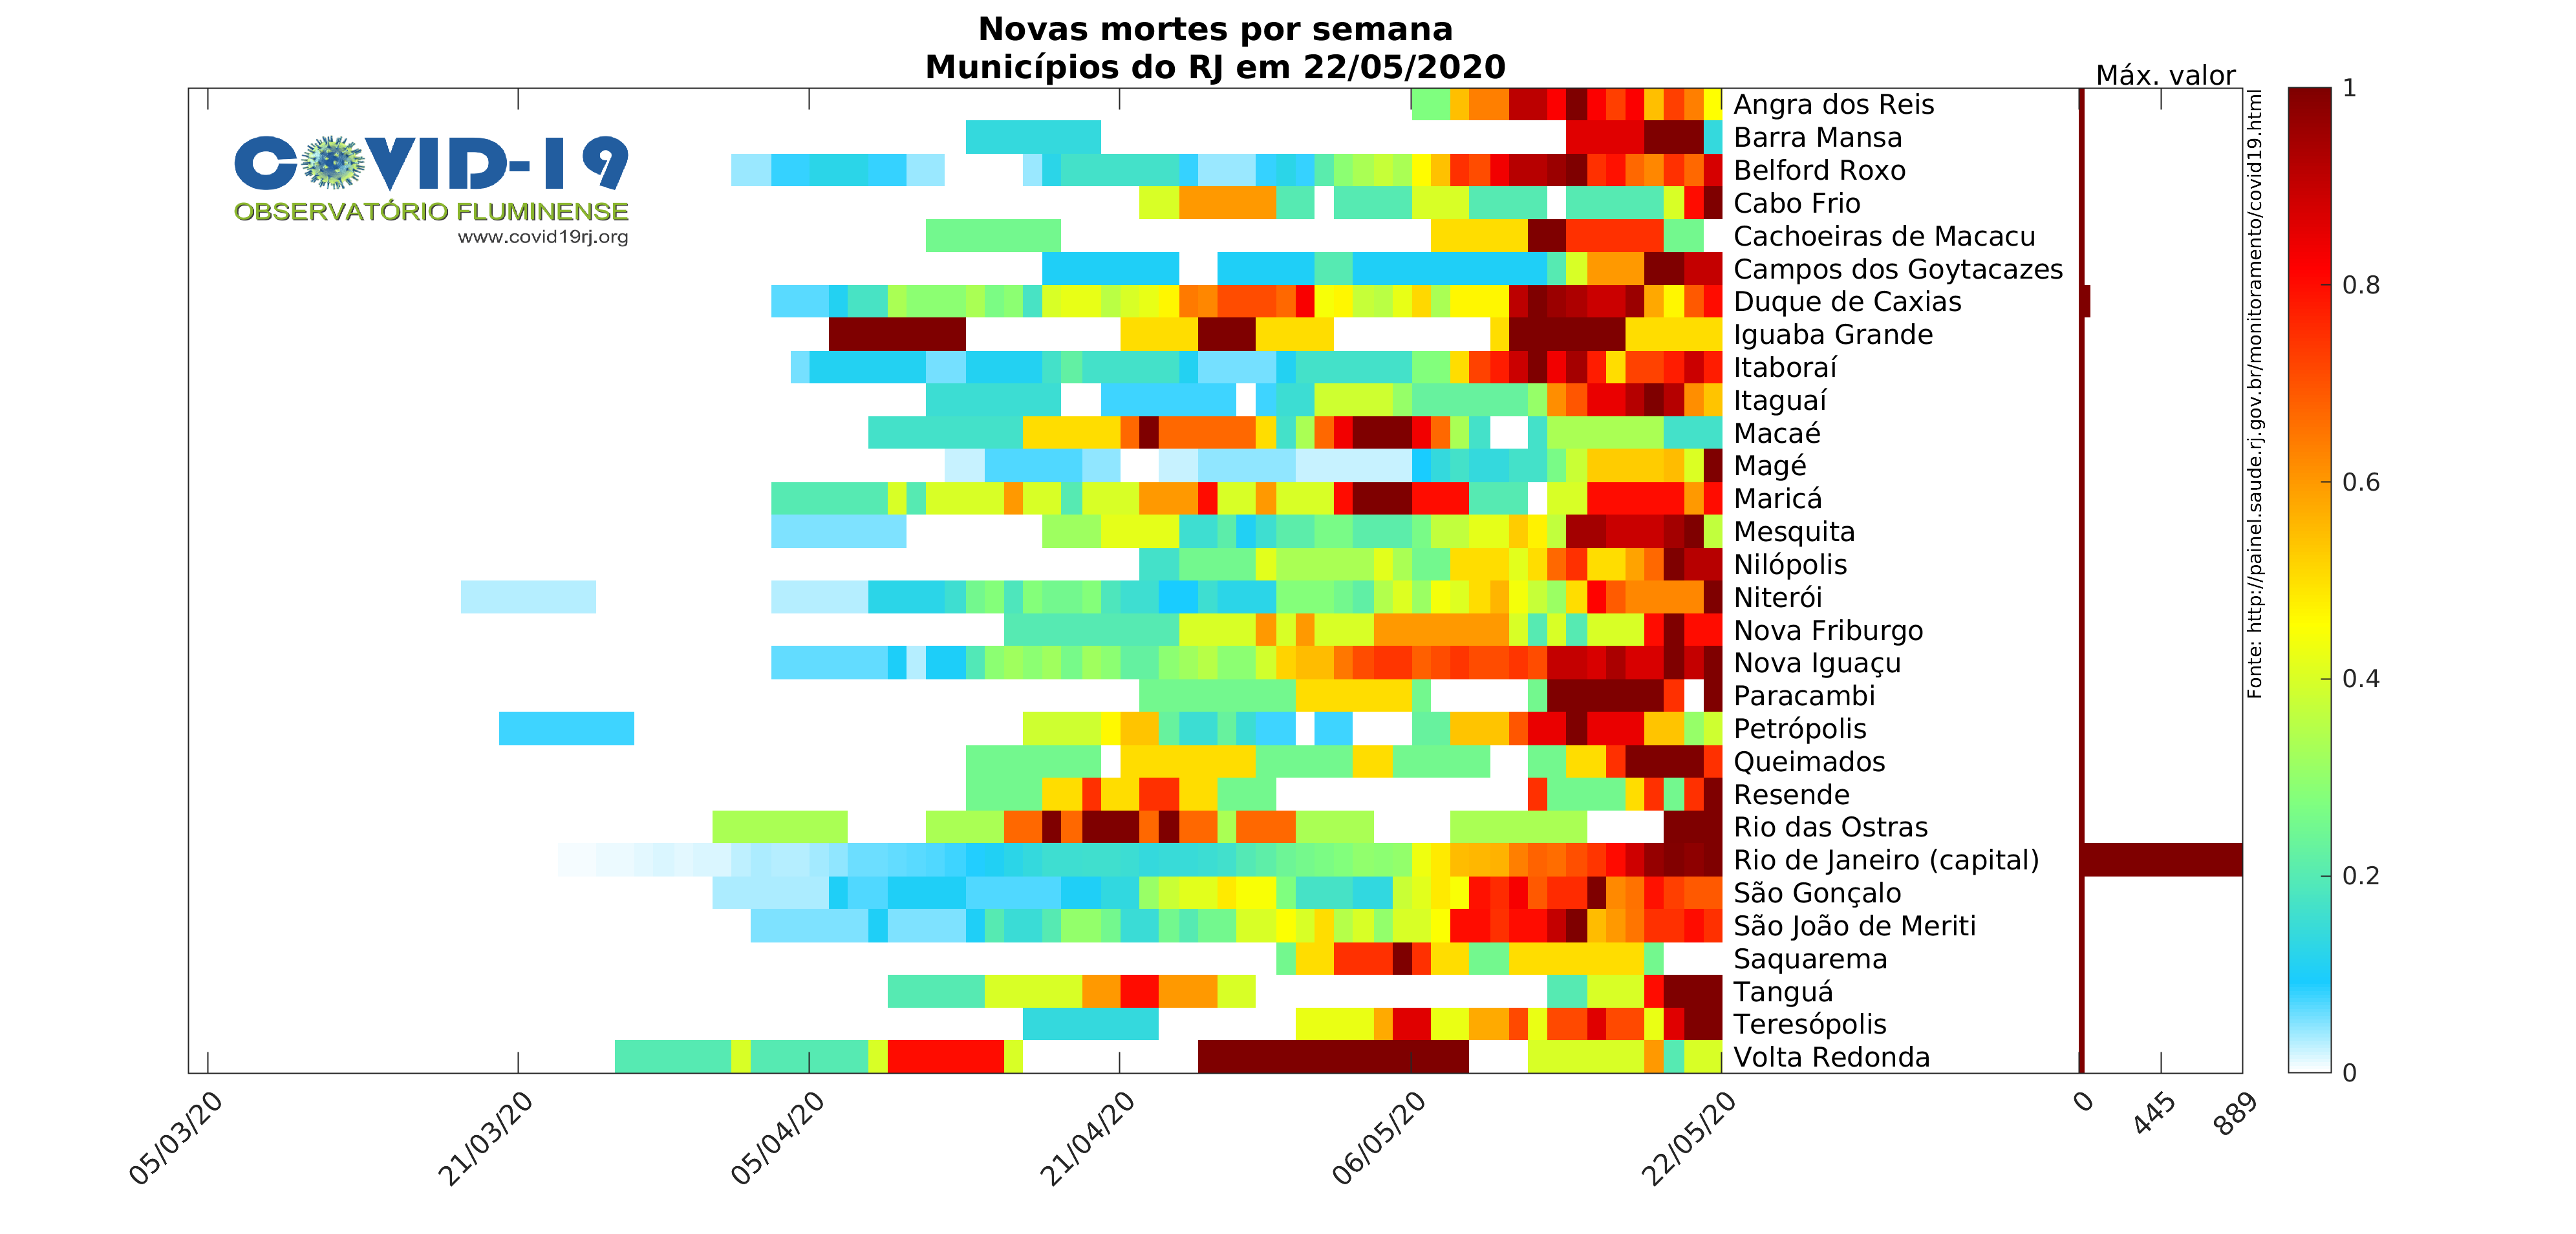 Novas mortes por semana
Municípios do RJ em 22/05/2020
Máx. valor
COVID-19
OBSERVATÓRIO FLUMINENSE
www.covid19rj.org
Angra dos Reis
Barra Mansa
Belford Roxo
Cabo Frio
Cachoeiras de Macacu
Campos dos Goytacazes
Duque de Caxias
Iguaba Grande
Itaboraí
Itaguaí
Macaé
Magé
Maricá
Mesquita
Nilópolis
Niterói
Nova Friburgo
Nova Iguaçu
Paracambi
Petrópolis
Queimados
Resende
Rio das Ostras
Rio de Janeiro (capital)
São Gonçalo
São João de Meriti
Saquarema
Tanguá
Teresópolis
Volta Redonda
05/03/20
21/03/20
05/04/20
21/04/20
06/05/20
22/05/20
0
445
889
Fonte: http://painel.saude.rj.gov.br/monitoramento/covid19.html
1
0.8
0.6
0.4
0.2
0